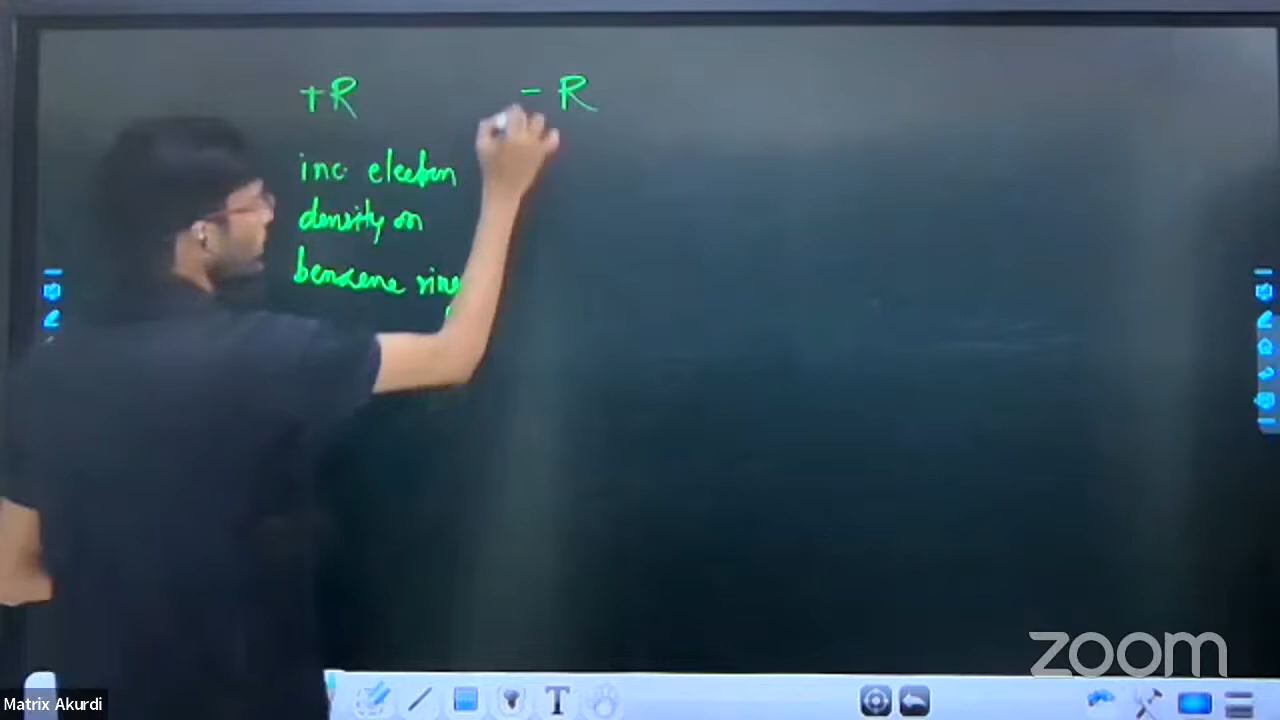 +R - R
inc. electron
density on
benzene ring
zoom
T
Matrix Akurdi